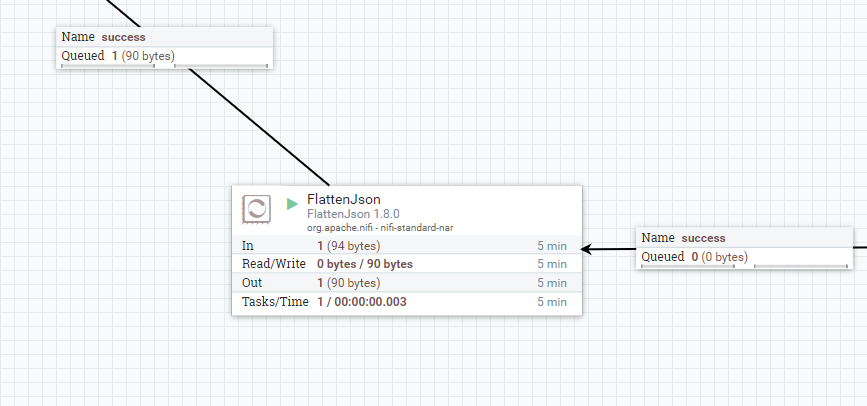 Name success
Queued 1 (90 bytes)
FlattenJson
FlattenJson 1.8.0
org.apache.nifi - nifi-standard-nar
In 1 (94 bytes) 5 min
Read/Write 0 bytes / 90 bytes 5 min
Out 1 (90 bytes) 5 min
Tasks/Time 1 / 00:00:00.003 5 min
Name success
Queued 0 (0 bytes)